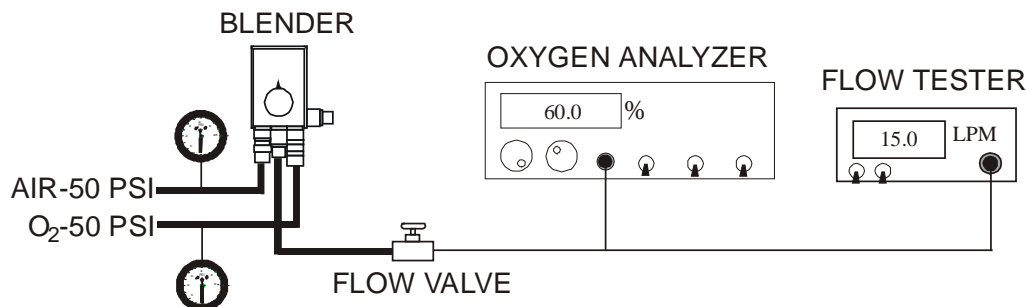 BLENDER
OXYGEN ANALYZER
FLOW TESTER
60.0 %
15.0 LPM
AIR-50 PSI
O₂-50 PSI
FLOW VALVE